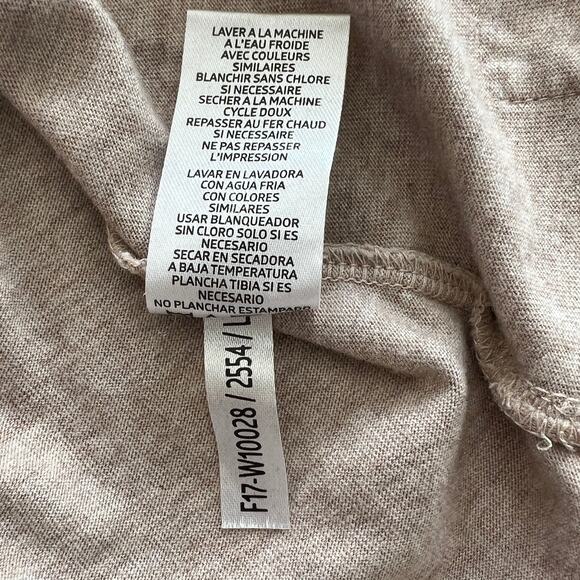 LAVER A LA MACHINE
A L'EAU FROIDE
AVEC COULEURS
SIMILAIRES
BLANCHIR SANS CHLORE
SI NECESSAIRE
SECHER A LA MACHINE
CYCLE DOUX
REPASSER AU FER CHAUD
SI NECESSAIRE
NE PAS REPASSER
L'IMPRESSION
LAVAR EN LAVADORA
CON AGUA FRIA
CON COLORES
SIMILARES
USAR BLANQUEADOR
SIN CLORO SOLO SI ES
NECESARIO
SECAR EN SECADORA
A BAJA TEMPERATURA
PLANCHA TIBIA SI ES
NECESARIO
NO PLANCHAR ESTAMPADO
F17-W10028 / 2554 /